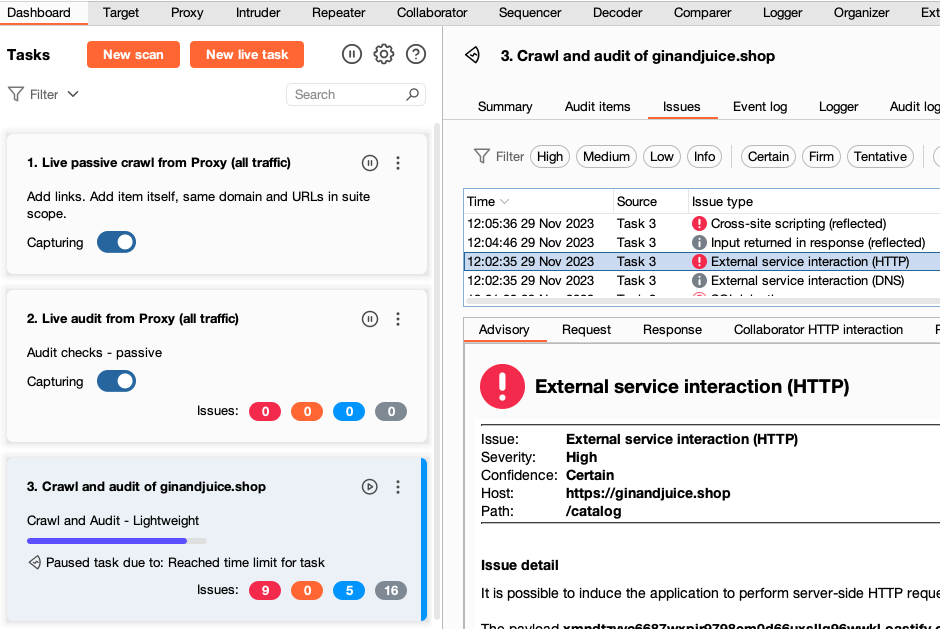 Dashboard Target Proxy Intruder Repeater Collaborator Sequencer Decoder Comparer Logger Organizer
Tasks New scan New live task
Filter Search
1. Live passive crawl from Proxy (all traffic)
Add links. Add item itself, same domain and URLs in suite
scope.
Capturing
2. Live audit from Proxy (all traffic)
Audit checks - passive
Capturing
Issues: 0 0 0 0
3. Crawl and audit of ginandjuice.shop
Crawl and Audit - Lightweight
Paused task due to: Reached time limit for task
Issues: 9 0 5 16
3. Crawl and audit of ginandjuice.shop
Summary Audit items Issues Event log Logger Audit log
Filter High Medium Low Info Certain Firm Tentative
Time Source Issue type
12:05:36 29 Nov 2023 Task 3 Cross-site scripting (reflected)
12:04:46 29 Nov 2023 Task 3 Input returned in response (reflected)
12:02:35 29 Nov 2023 Task 3 External service interaction (HTTP)
12:02:35 29 Nov 2023 Task 3 External service interaction (DNS)
Advisory Request Response Collaborator HTTP interaction
External service interaction (HTTP)
Issue: External service interaction (HTTP)
Severity: High
Confidence: Certain
Host: https://ginandjuice.shop
Path: /catalog
Issue detail
It is possible to induce the application to perform server-side HTTP
The payload